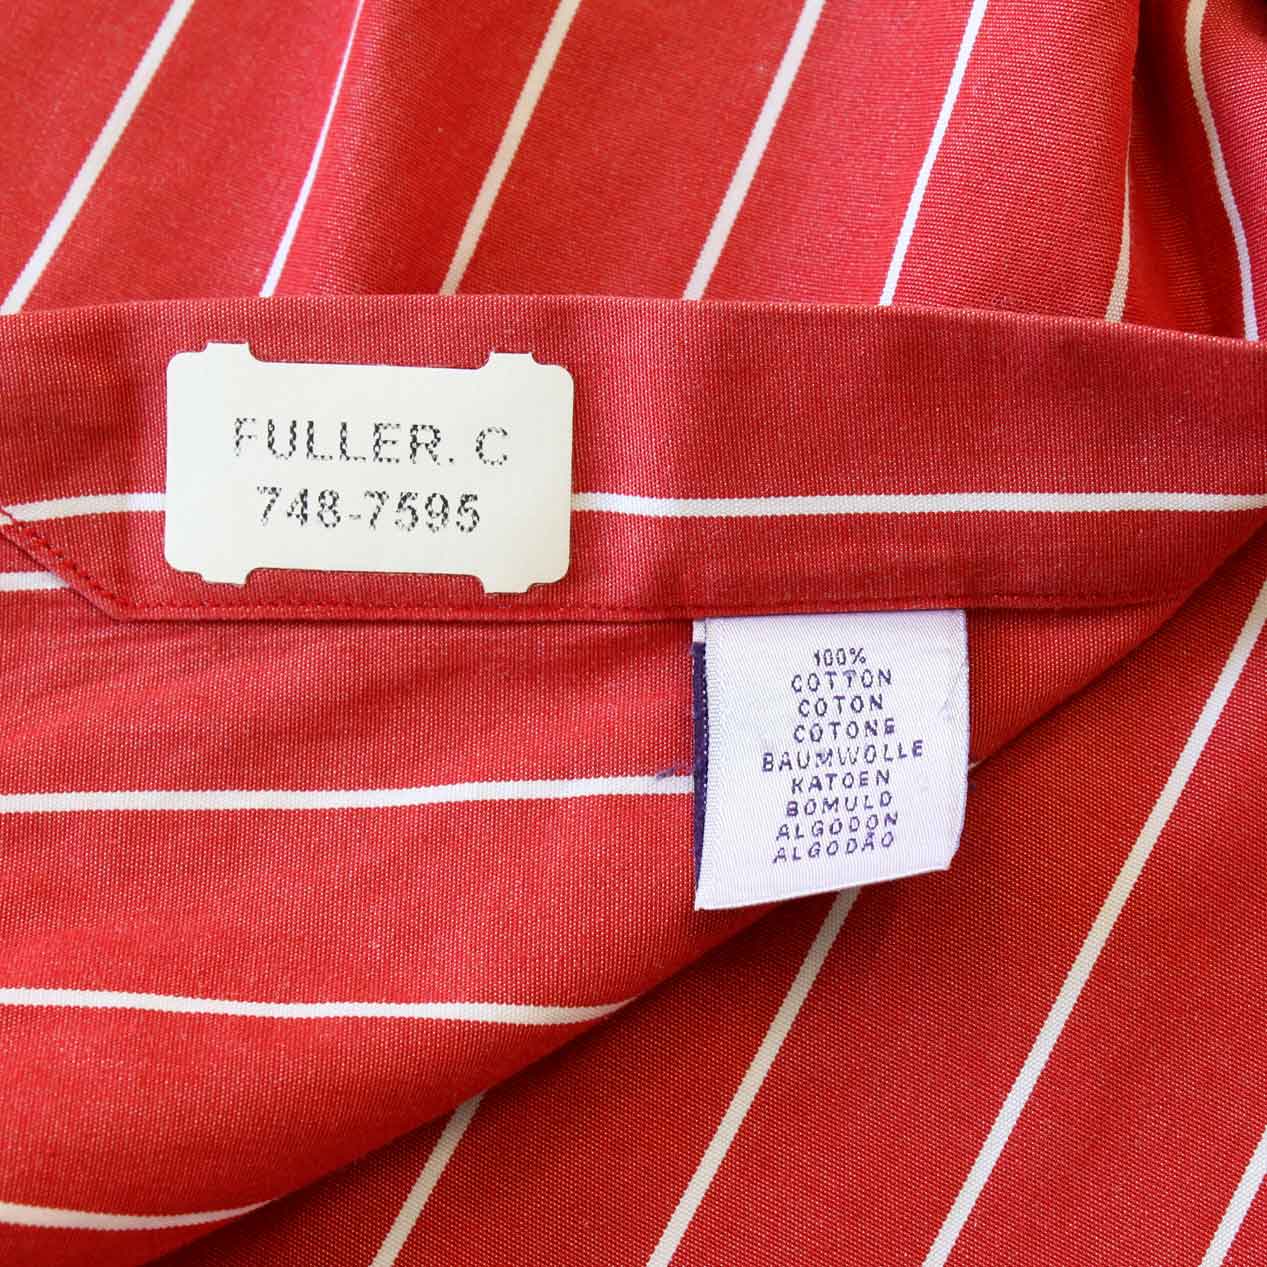 FULLER. C
748-7595
100%
COTTON
COTON
COTONE
BAUMWOLLE
KATOEN
BOMULD
ALGODON
ALGODÃO